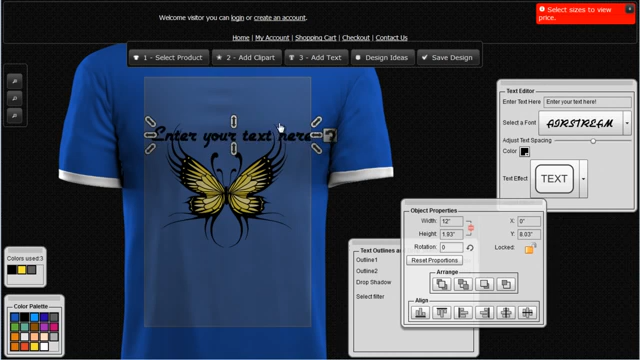 Welcome visitor you can login or create an account.
Select sizes to view price.
Home | My Account | Shopping Cart | Checkout | Contact Us
1 - Select Product
2 - Add Clipart
3 - Add Text
Design Ideas
Save Design
Enter your text here
Text Editor
Enter Text Here
Enter your text here!
Select a Font
AIRSTREAM
Adjust Text Spacing
Color
Text Effect
TEXT
Object Properties
Width: 12"
X: 0"
Height: 1.93"
Y: 8.03"
Rotation: 0
Locked:
Reset Proportions
Arrange
Align
Text Outlines
Outline1
Outline2
Drop Shadow
Select filter
Colors used:3
Color Palette